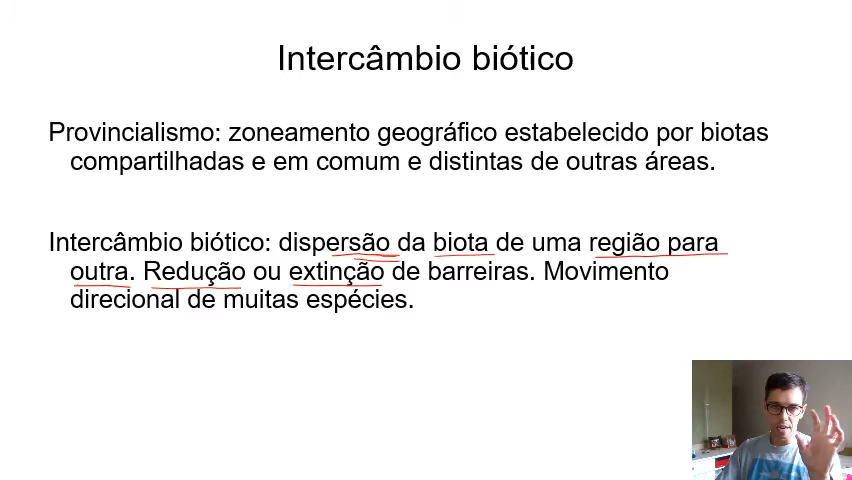 Intercâmbio biótico
Provincialismo: zoneamento geográfico estabelecido por biotas
compartilhadas e em comum e distintas de outras áreas.
Intercâmbio biótico: dispersão da biota de uma região para
outra. Redução ou extinção de barreiras. Movimento
direcional de muitas espécies.